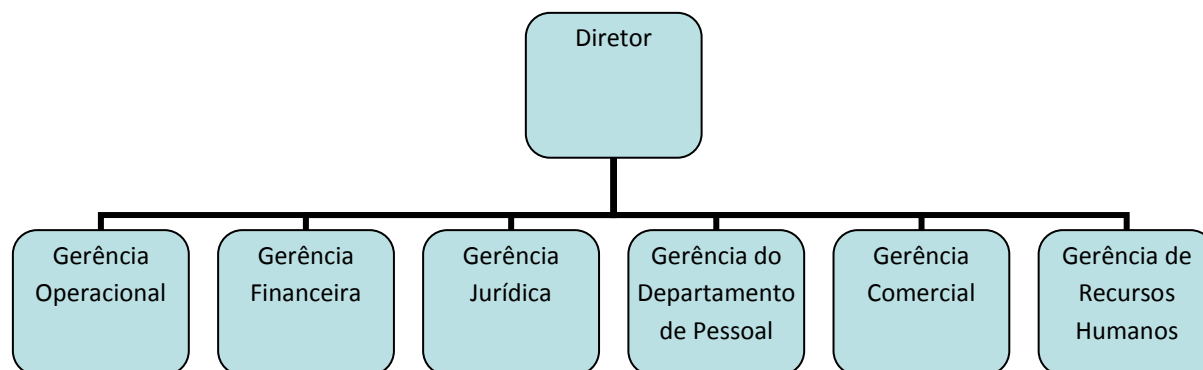 Diretor
Gerência
Operacional
Gerência
Financeira
Gerência
Jurídica
Gerência do
Departamento
de Pessoal
Gerência
Comercial
Gerência de
Recursos
Humanos